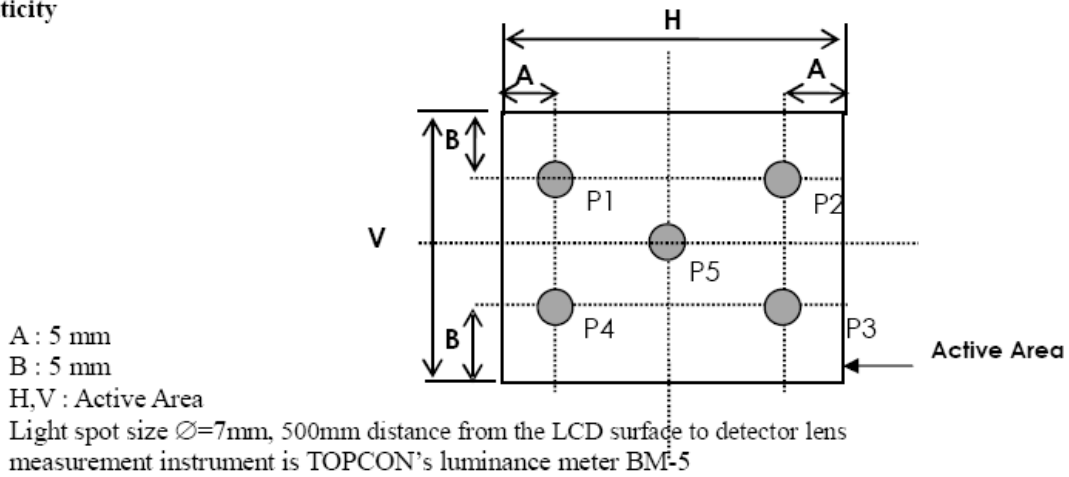 ticity
H
A
A
B
P1
P2
V
P5
B
P4
P3
Active Area
A : 5 mm
B : 5 mm
H,V : Active Area
Light spot size ∅=7mm, 500mm distance from the LCD surface to detector lens
measurement instrument is TOPCON's luminance meter BM-5